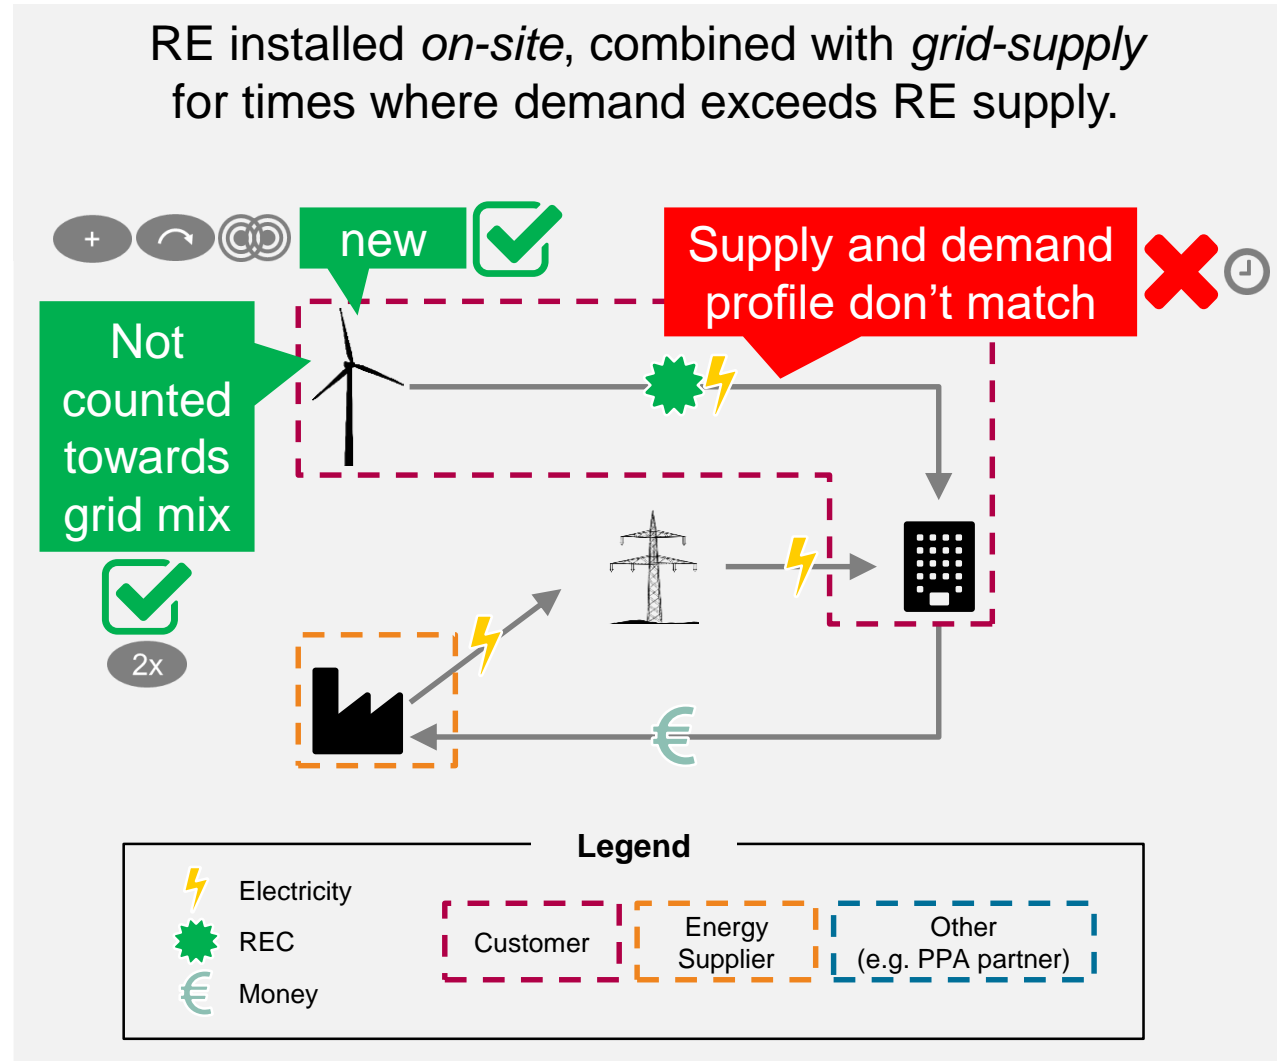 RE installed on-site, combined with grid-supply
for times where demand exceeds RE supply.
+
new
Supply and demand
profile don’t match
Not
counted
towards
grid mix
2x
€
Legend
Electricity
REC
€ Money
Customer
Energy
Supplier
Other
(e.g. PPA partner)